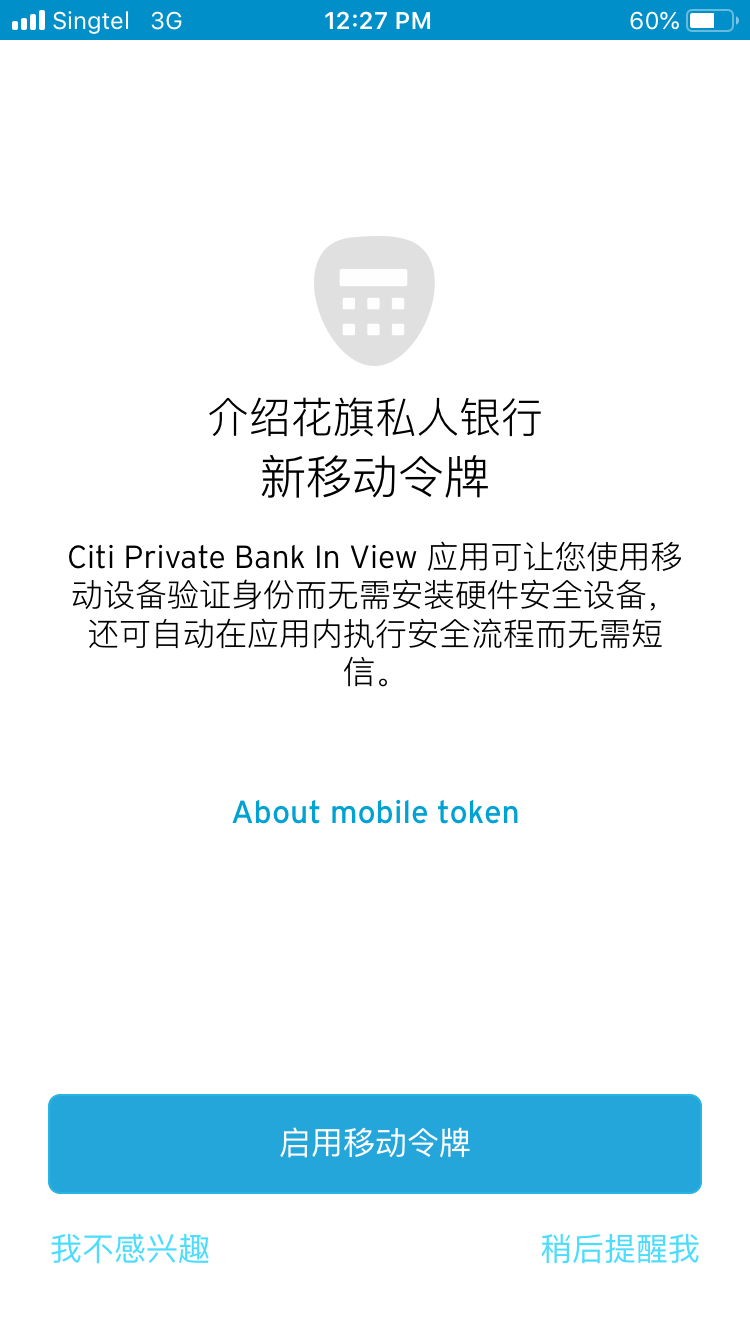 Singtel 3G 12:27 PM 60%
介绍花旗私人银行
新移动令牌
Citi Private Bank In View 应用可让您使用移
动设备验证身份而无需安装硬件安全设备，
还可自动在应用内执行安全流程而无需短
信。
About mobile token
启用移动令牌
我不感兴趣 稍后提醒我